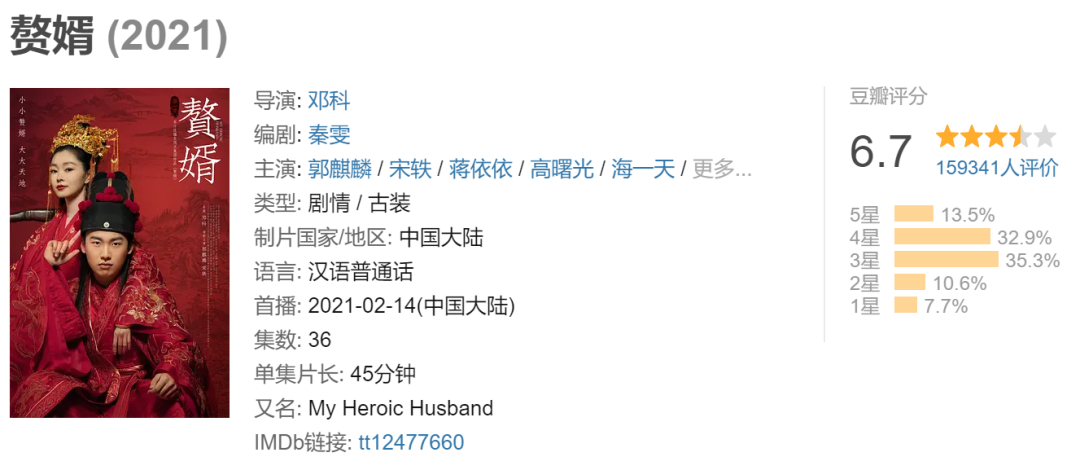 赘婿 (2021)
小小赘婿 大大天地
赘婿
导演: 邓科
编剧: 秦雯
主演: 郭麒麟 / 宋轶 / 蒋依依 / 高曙光 / 海一天 / 更多...
类型: 剧情 / 古装
制片国家/地区: 中国大陆
语言: 汉语普通话
首播: 2021-02-14(中国大陆)
集数: 36
单集片长: 45分钟
又名: My Heroic Husband
IMDb链接: tt12477660
豆瓣评分
6.7
159341人评价
5星 13.5%
4星 32.9%
3星 35.3%
2星 10.6%
1星 7.7%